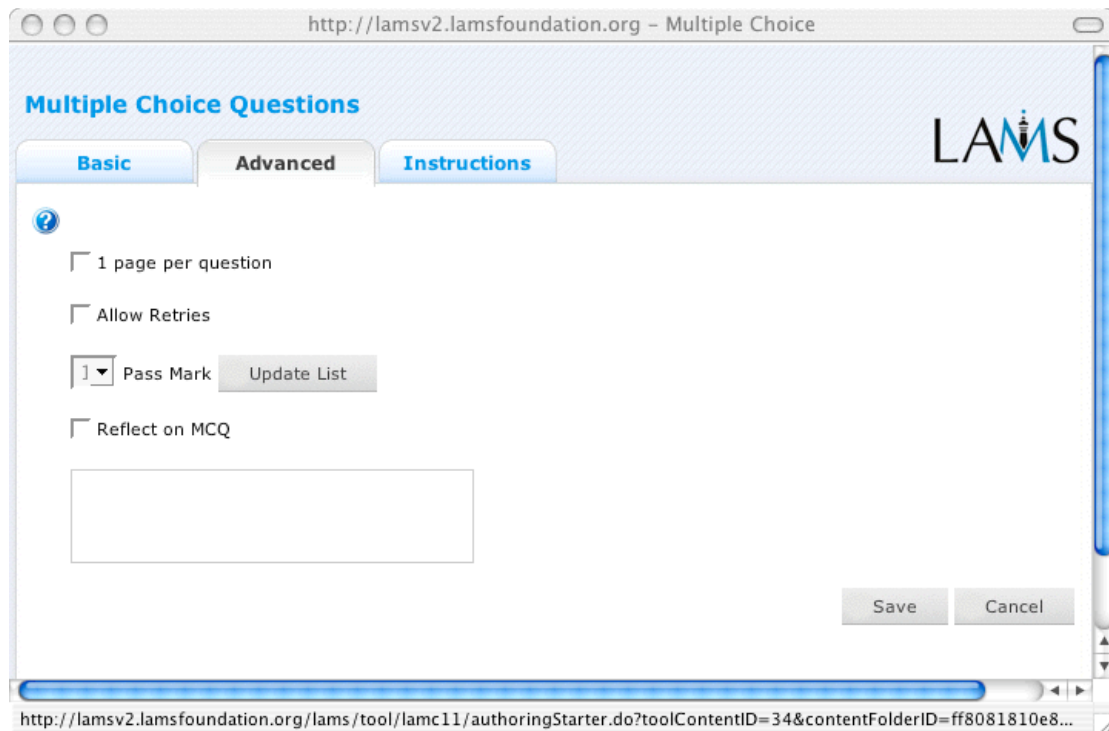 http://lamsv2.lamsfoundation.org – Multiple Choice
Multiple Choice Questions
LAMS
Basic Advanced Instructions
?
1 page per question
Allow Retries
Pass Mark Update List
Reflect on MCQ
Save Cancel
http://lamsv2.lamsfoundation.org/lams/tool/lamc11/authoringStarter.do?toolContentID=34&contentFolderID=ff8081810e8...